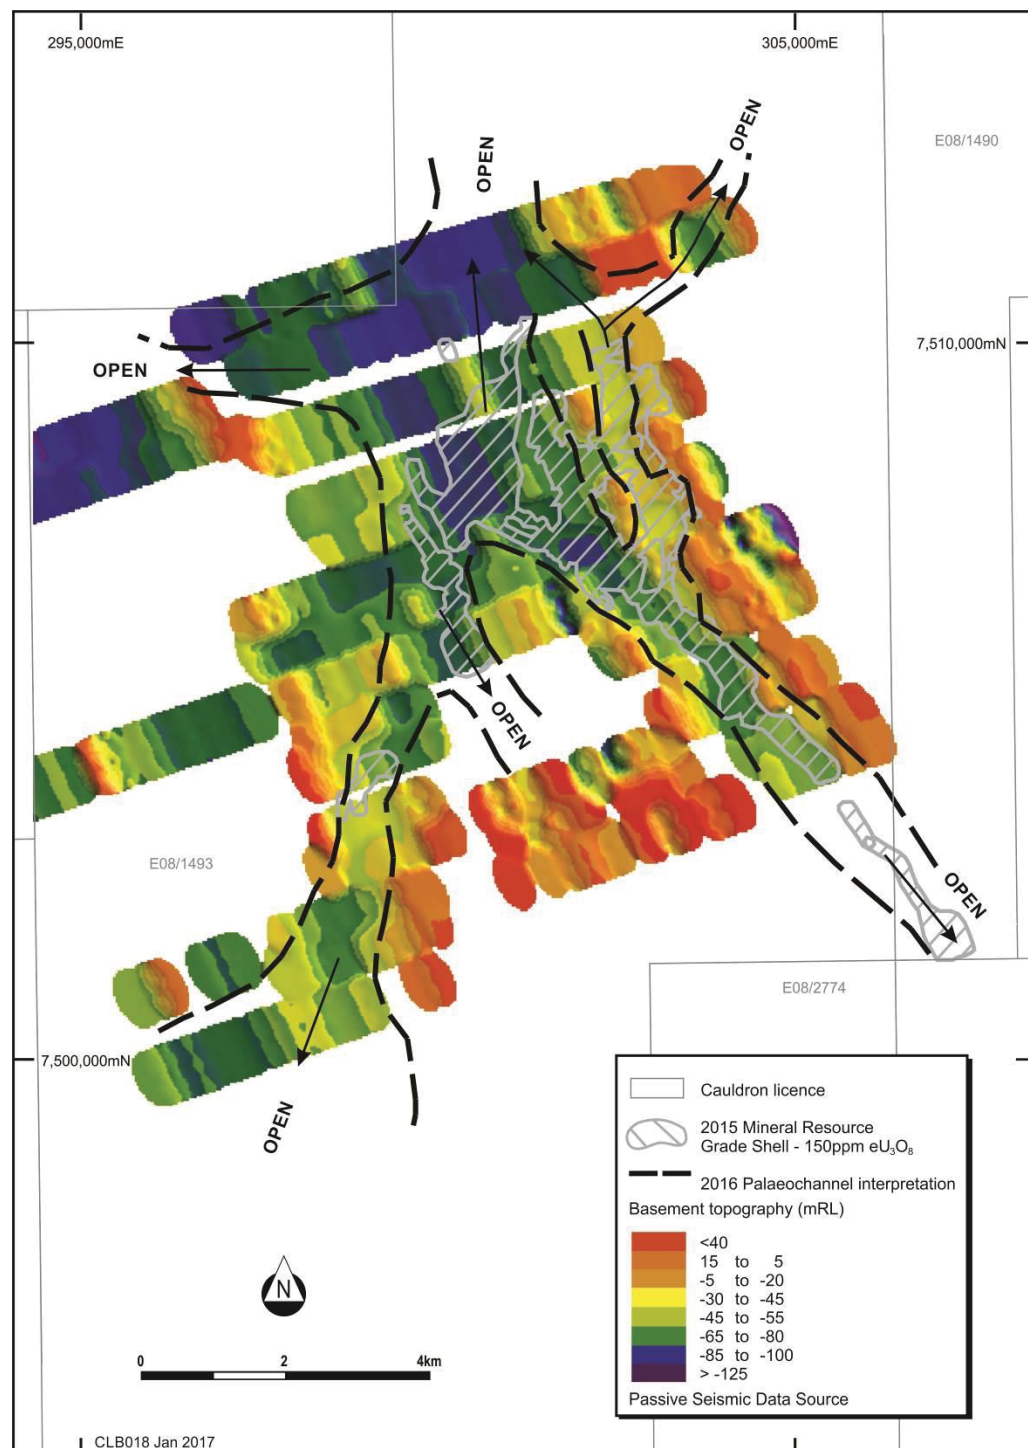 295,000mE
305,000mE
OPEN
OPEN
E08/1490
OPEN
7,510,000mN
OPEN
E08/1493
OPEN
E08/2774
7,500,000mN
OPEN
Cauldron licence
2015 Mineral Resource
Grade Shell - 150ppm eU₃O₈
2016 Palaeochannel interpretation
Basement topography (mRL)
<40
15 to 5
-5 to -20
-30 to -45
-45 to -55
-65 to -80
-85 to -100
> -125
Passive Seismic Data Source
N
0 2 4km
CLB018 Jan 2017